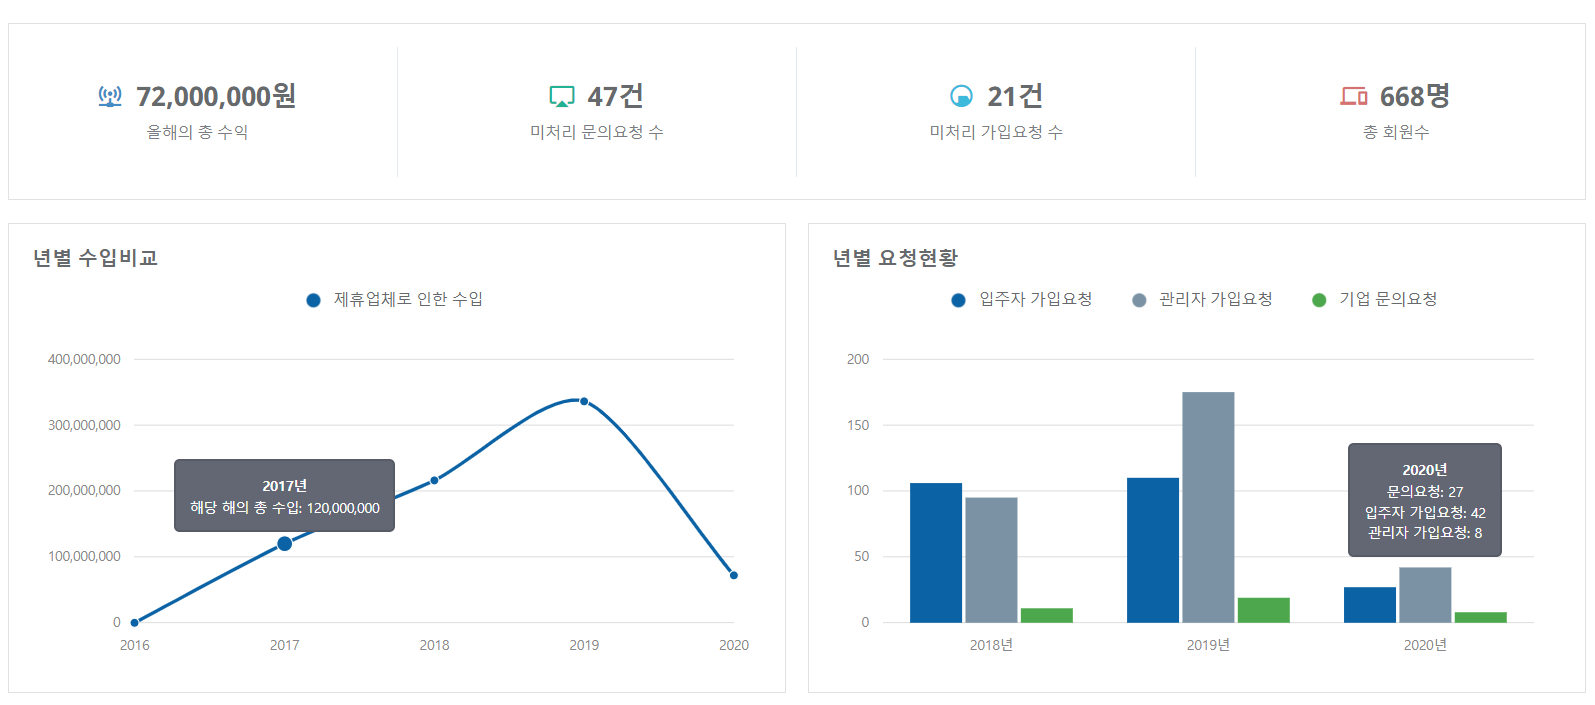 72,000,000원
올해의 총 수익
47건
미처리 문의요청 수
21건
미처리 가입요청 수
668명
총 회원수
년별 수입비교
제휴업체로 인한 수입
400,000,000
300,000,000
200,000,000
100,000,000
0
2017년
해당 해의 총 수입: 120,000,000
2016
2017
2018
2019
2020
년별 요청현황
입주자 가입요청
관리자 가입요청
기업 문의요청
200
150
100
50
0
2020년
문의요청: 27
입주자 가입요청: 42
관리자 가입요청: 8
2018년
2019년
2020년